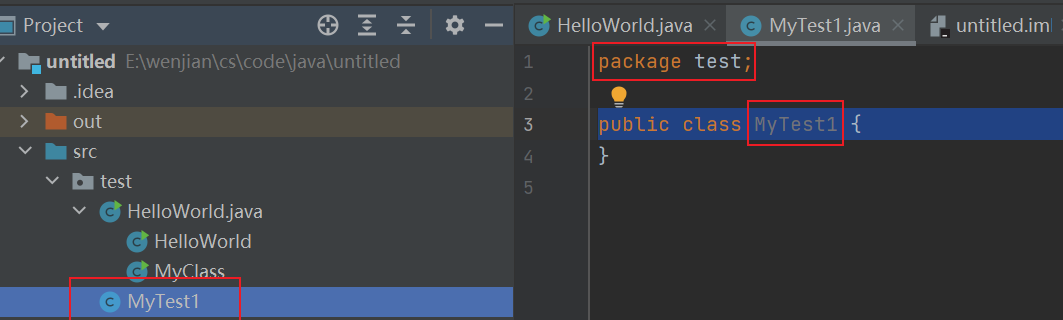 Project
HelloWorld.java
MyTest1.java
untitled.iml
untitled E:\wenjian\cs\code\java\untitled
.idea
out
src
test
HelloWorld.java
HelloWorld
MyClass
MyTest1
1 package test;
2
3 public class MyTest1 {
4 }
5